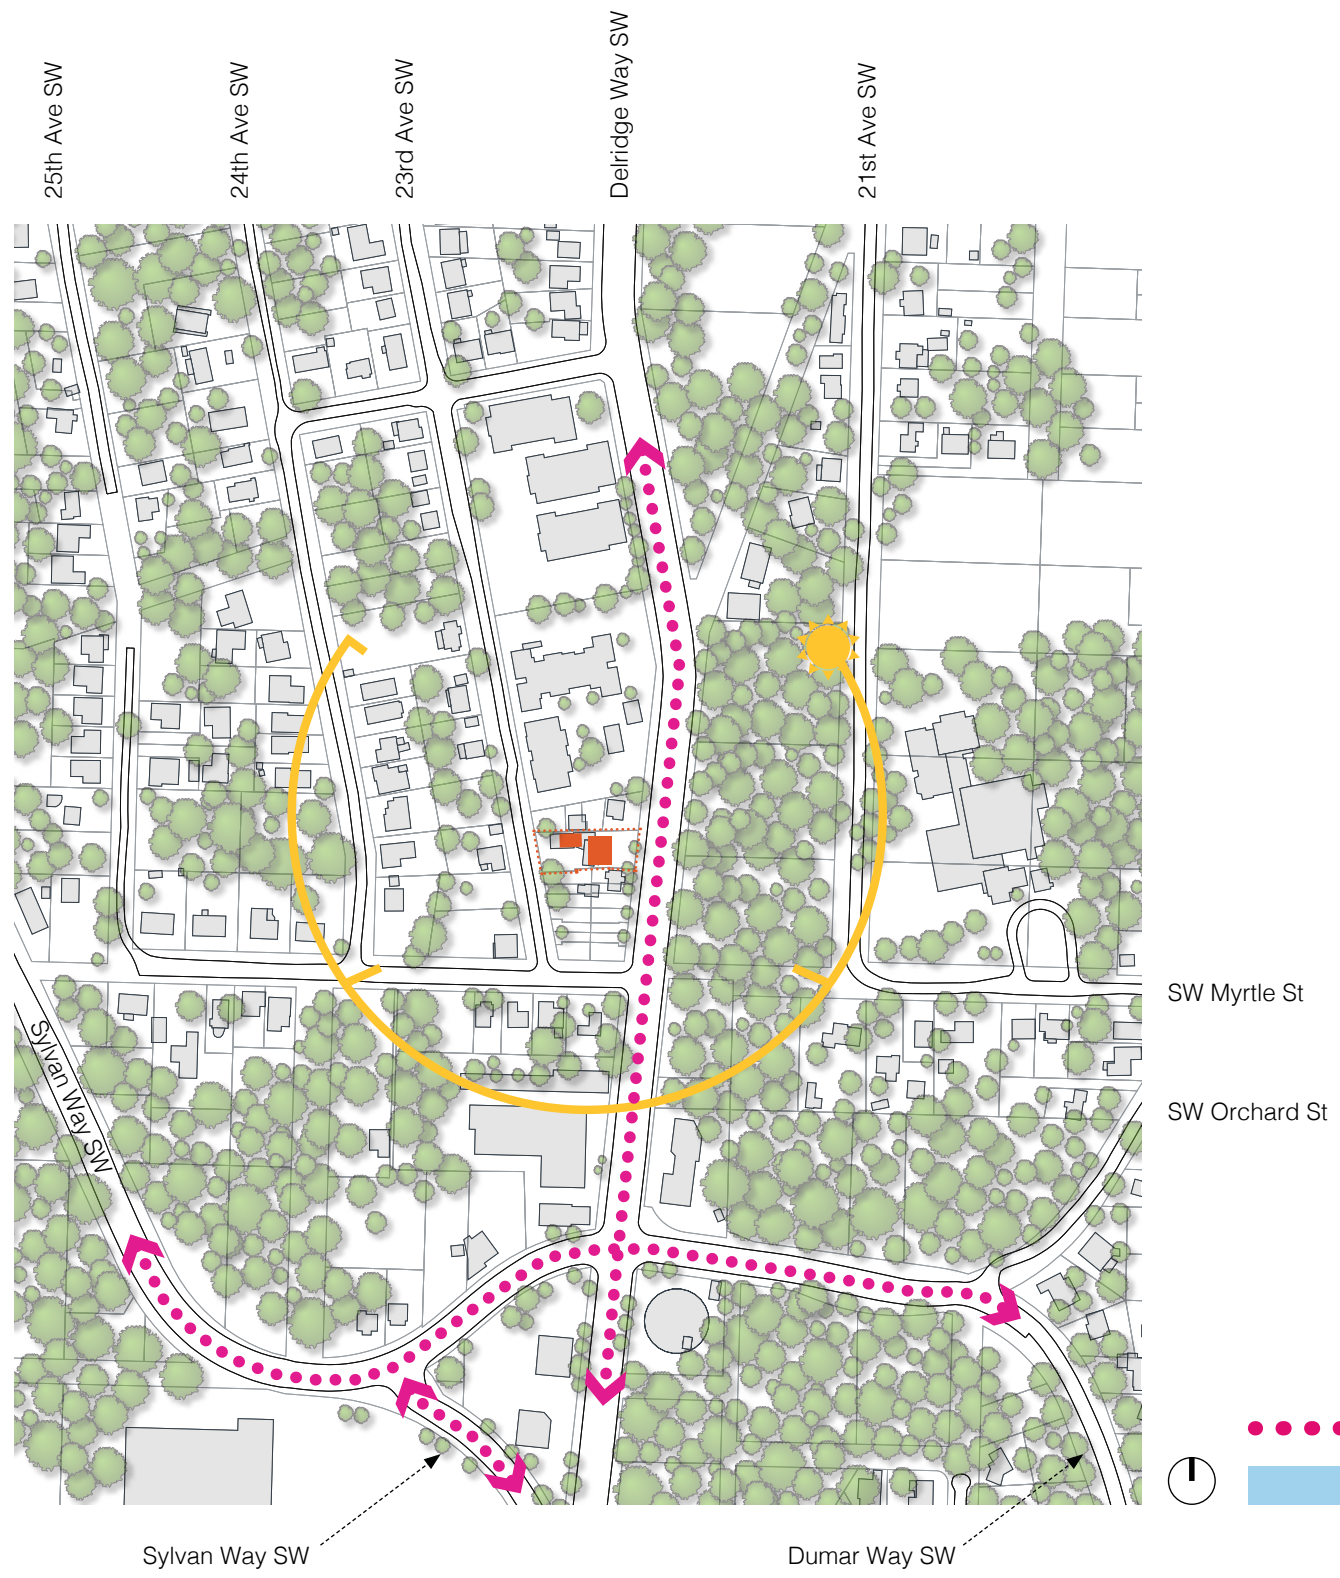 25th Ave SW
24th Ave SW
23rd Ave SW
Delridge Way SW
21st Ave SW
SW Myrtle St
Sylvan Way SW
SW Orchard St
Sylvan Way SW
Dumar Way SW